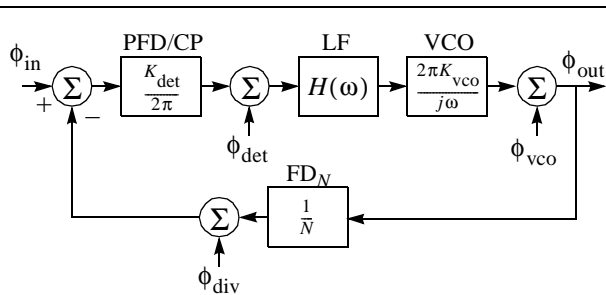 PFD/CP LF VCO
ϕin + Σ − Kdet/2π Σ H(ω) 2πKvco/jω Σ ϕout
ϕdet ϕvco
FDN
Σ 1/N
ϕdiv